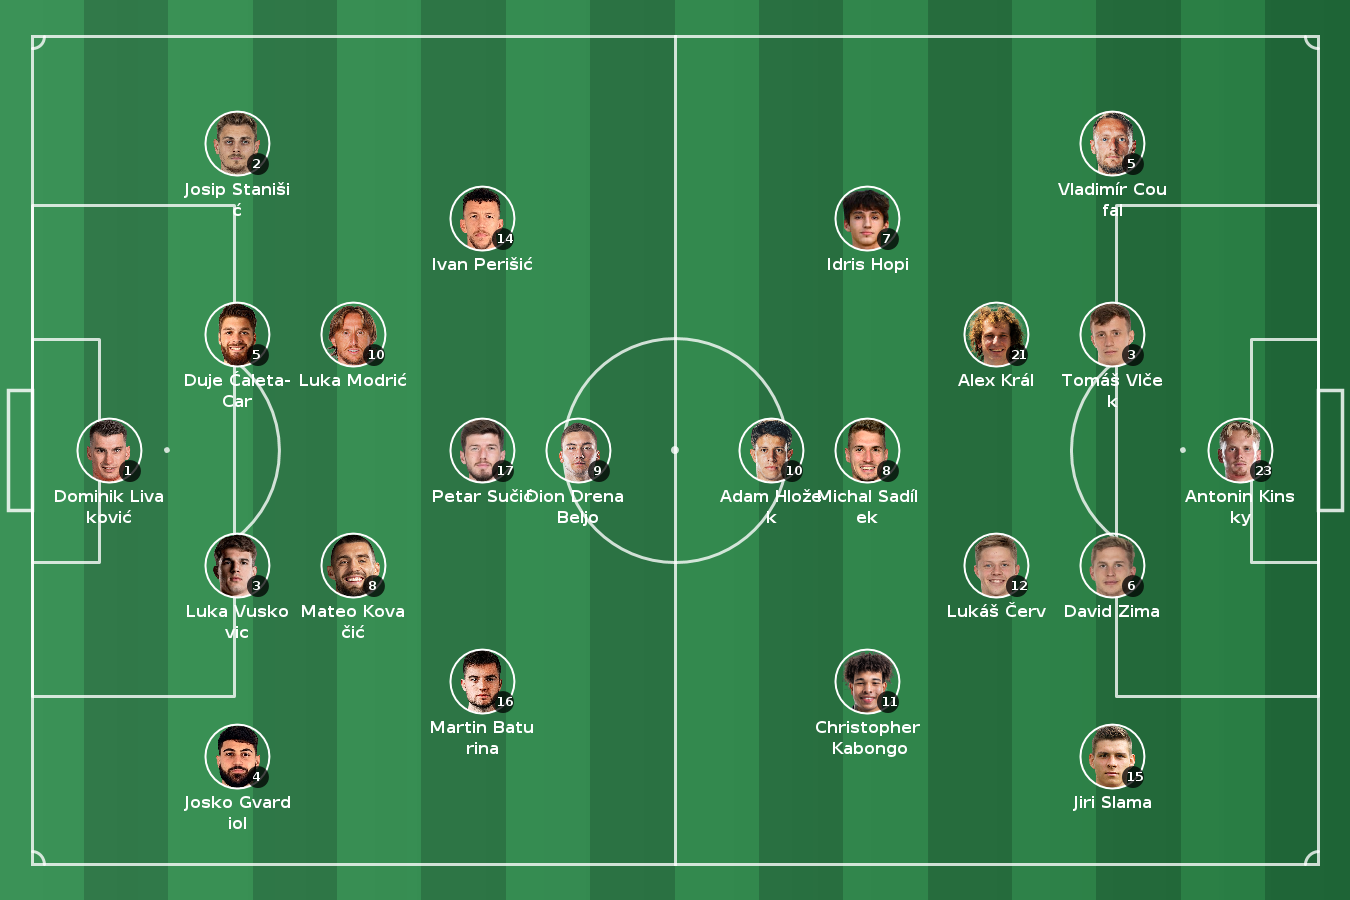 2
Josip Staniši
ć
5
Vladimír Cou
fal
14
Ivan Perišić
7
Idris Hopi
5
Duje Ćaleta-
Car
10
Luka Modrić
21
Alex Král
3
Tomáš Vlče
k
1
Dominik Liva
ković
17
Petar Sučić
9
Dion Drena
Beljo
10
Adam Hlože
k
8
Michal Sadíl
ek
23
Antonin Kins
ky
3
Luka Vusko
vic
8
Mateo Kova
čić
12
Lukáš Červ
6
David Zima
16
Martin Batu
rina
11
Christopher
Kabongo
4
Josko Gvard
iol
15
Jiri Slama